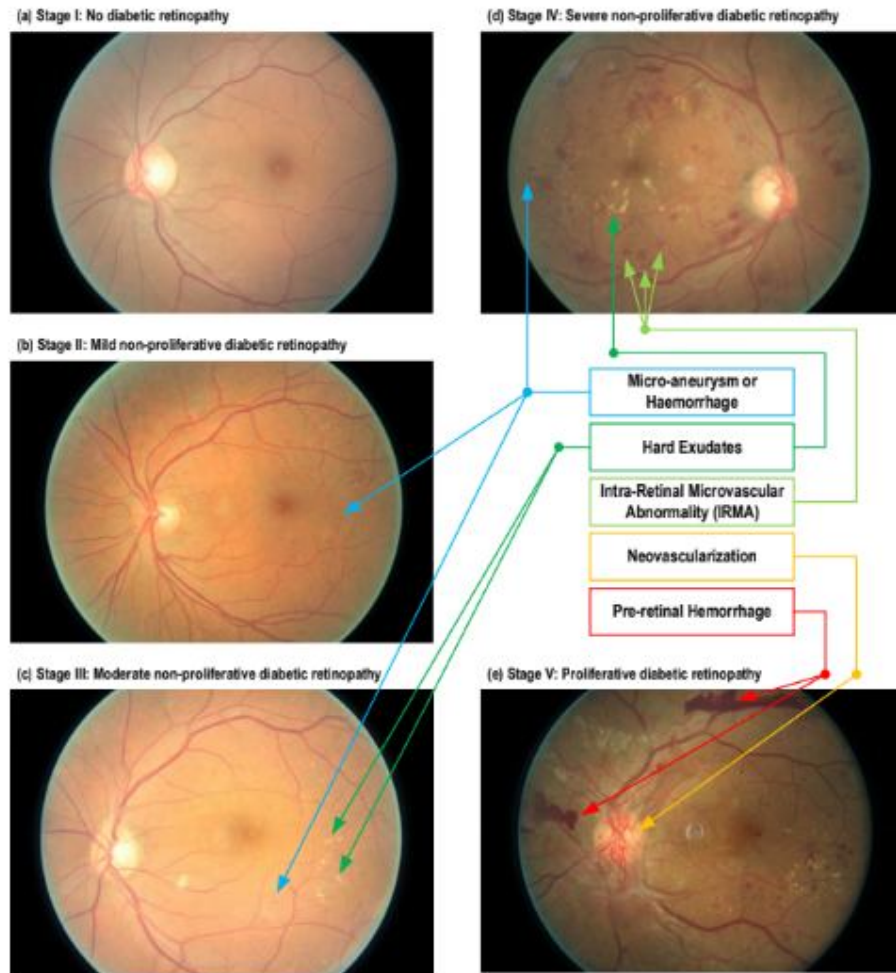 (a) Stage I: No diabetic retinopathy
(d) Stage IV: Severe non-proliferative diabetic retinopathy
(b) Stage II: Mild non-proliferative diabetic retinopathy
Micro-aneurysm or
Haemorrhage
Hard Exudates
Intra-Retinal Microvascular
Abnormality (IRMA)
Neovascularization
Pre-retinal Hemorrhage
(c) Stage III: Moderate non-proliferative diabetic retinopathy
(e) Stage V: Proliferative diabetic retinopathy